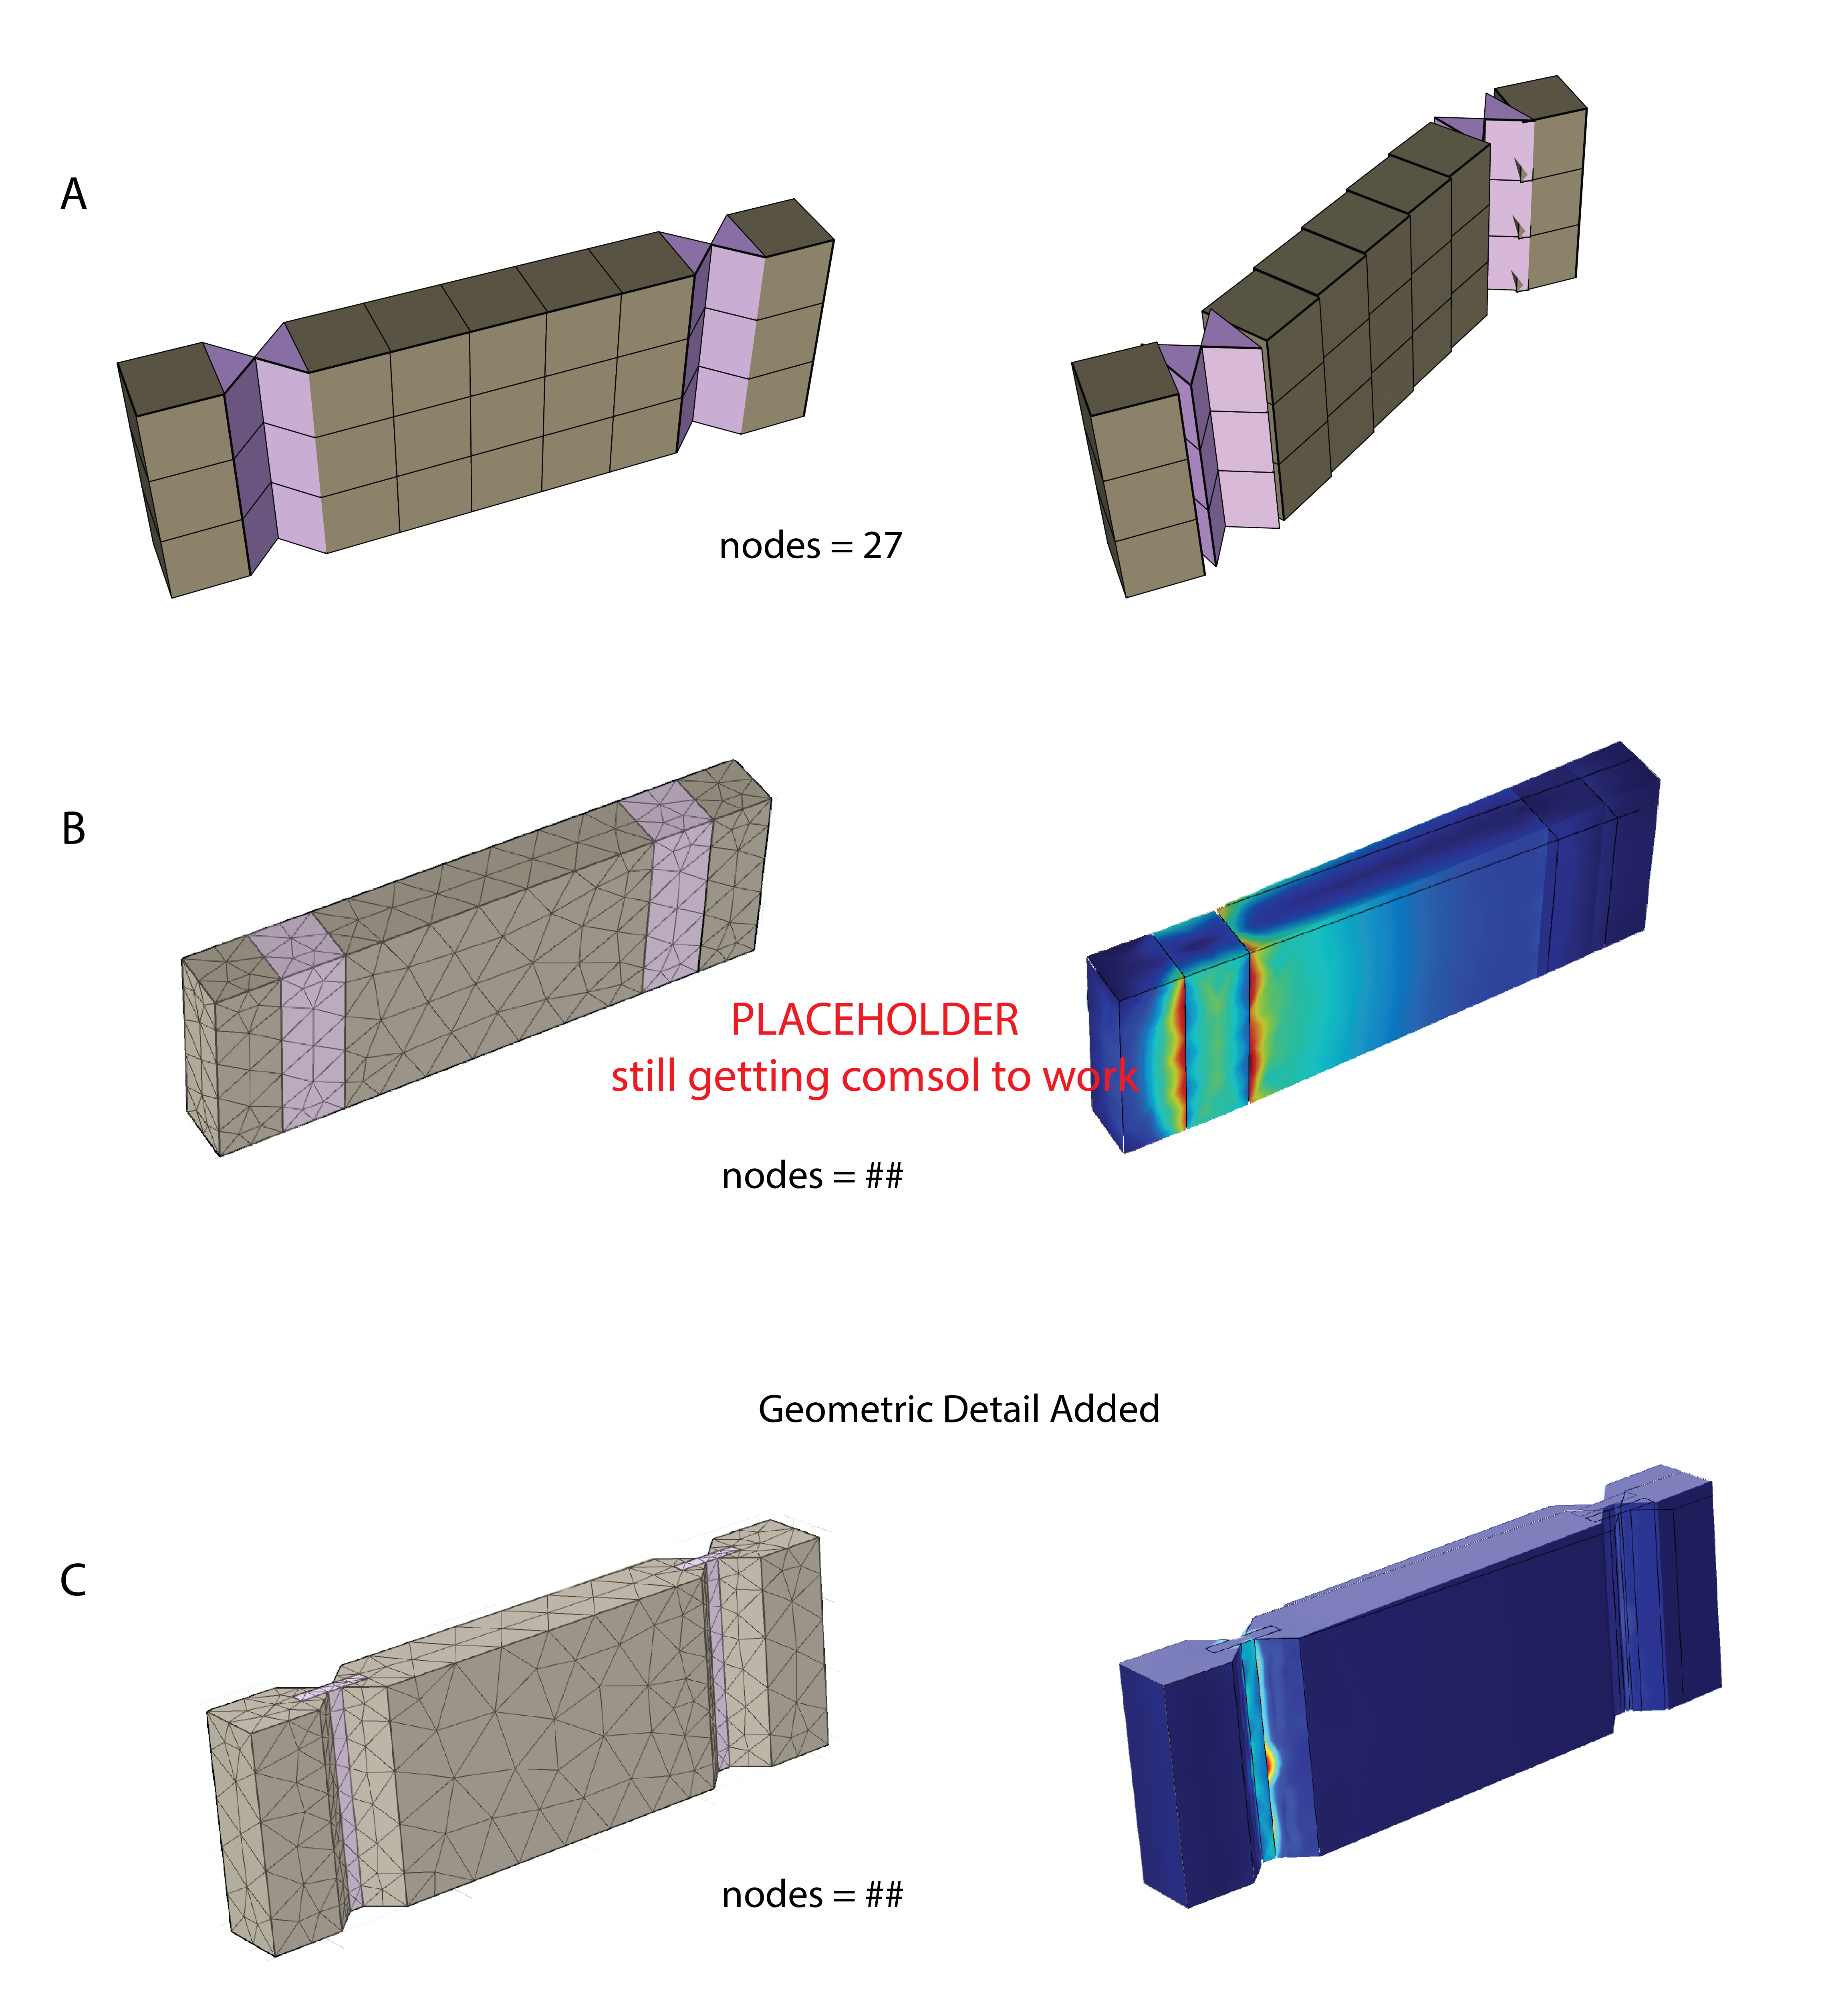 A
nodes = 27
B
PLACEHOLDER
still getting comsol to work
nodes = ##
Geometric Detail Added
C
nodes = ##